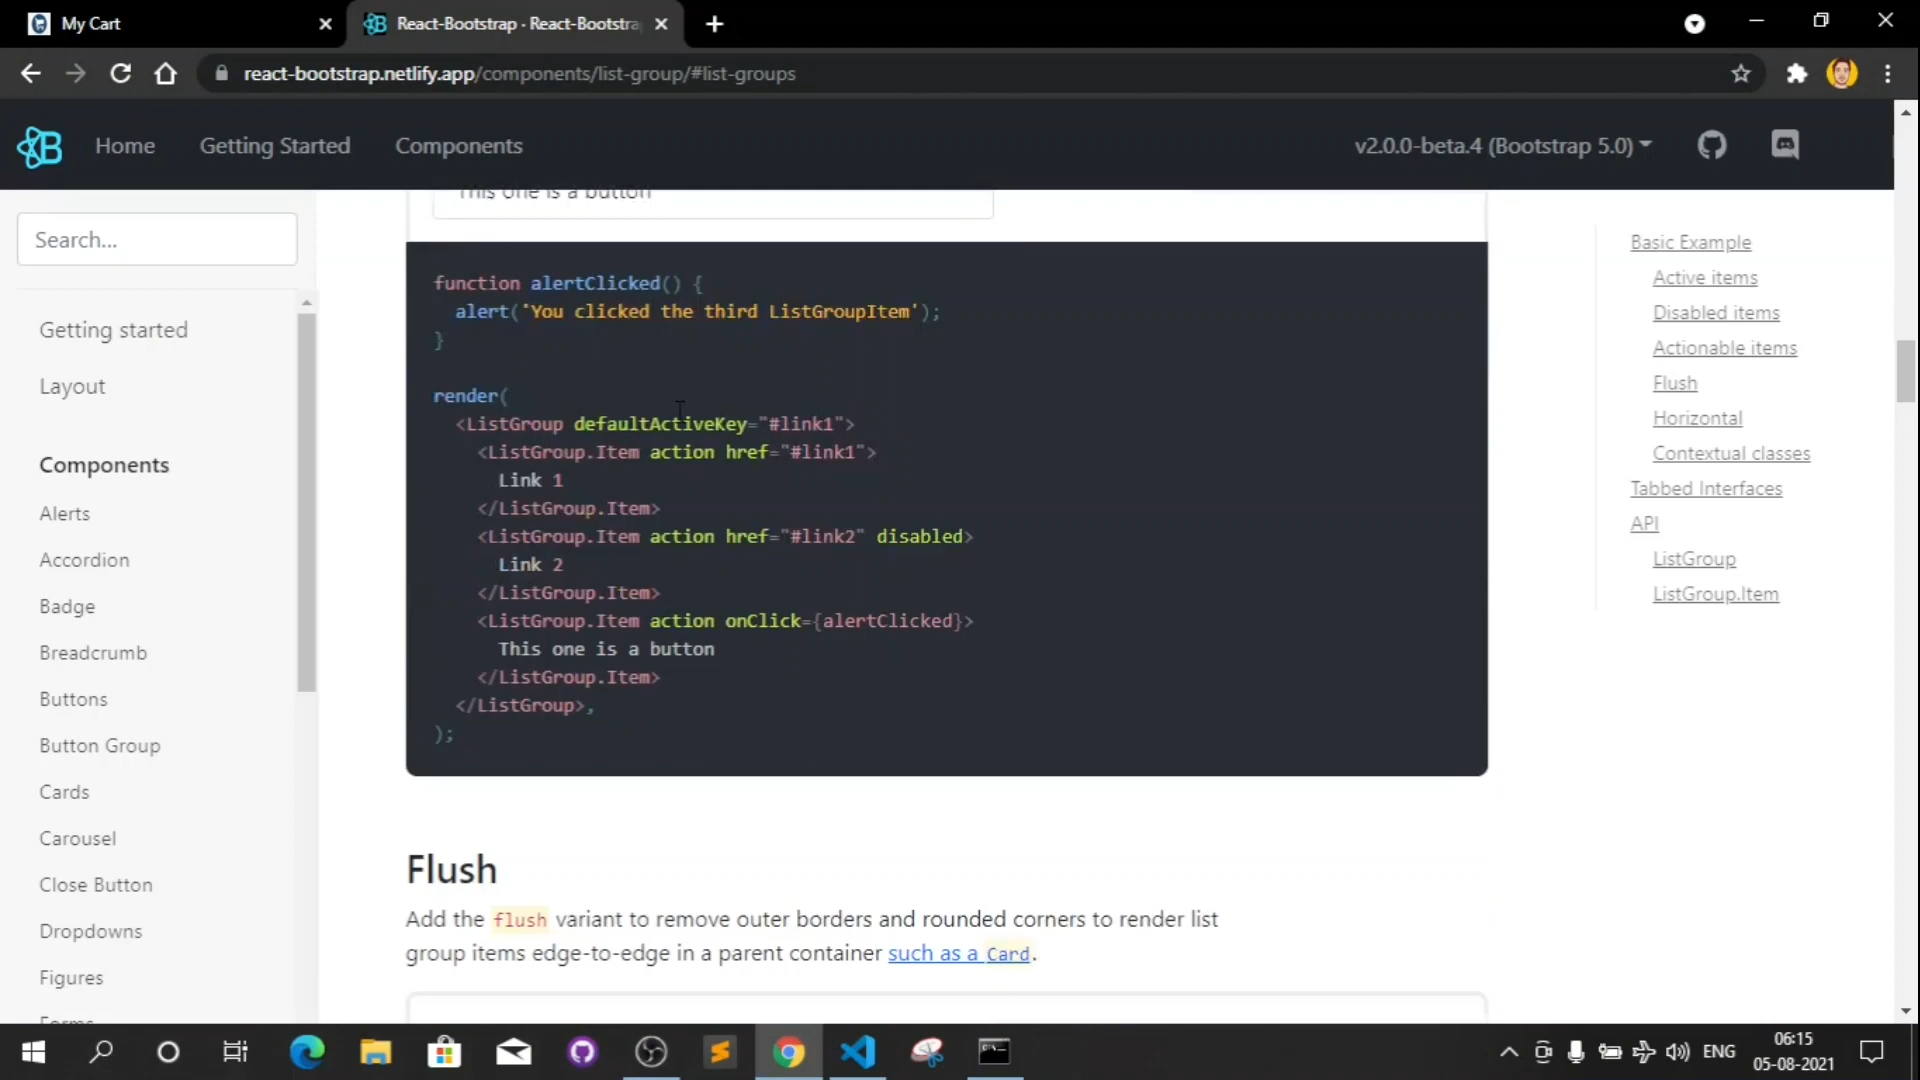 My Cart
React-Bootstrap · React-Bootstra
react-bootstrap.netlify.app/components/list-group/#list-groups
Home
Getting Started
Components
v2.0.0-beta.4 (Bootstrap 5.0)
Search...
Getting started
Layout
Components
Alerts
Accordion
Badge
Breadcrumb
Buttons
Button Group
Cards
Carousel
Close Button
Dropdowns
Figures
Forms
This one is a button
function alertClicked() {
alert('You clicked the third ListGroupItem');
}
render(
<ListGroup defaultActiveKey="#link1">
<ListGroup.Item action href="#link1">
Link 1
</ListGroup.Item>
<ListGroup.Item action href="#link2" disabled>
Link 2
</ListGroup.Item>
<ListGroup.Item action onClick={alertClicked}>
This one is a button
</ListGroup.Item>
</ListGroup>,
);
Flush
Add the flush variant to remove outer borders and rounded corners to render list
group items edge-to-edge in a parent container such as a Card.
Basic Example
Active items
Disabled items
Actionable items
Flush
Horizontal
Contextual classes
Tabbed Interfaces
API
ListGroup
ListGroup.Item
ENG
06:15
05-08-2021